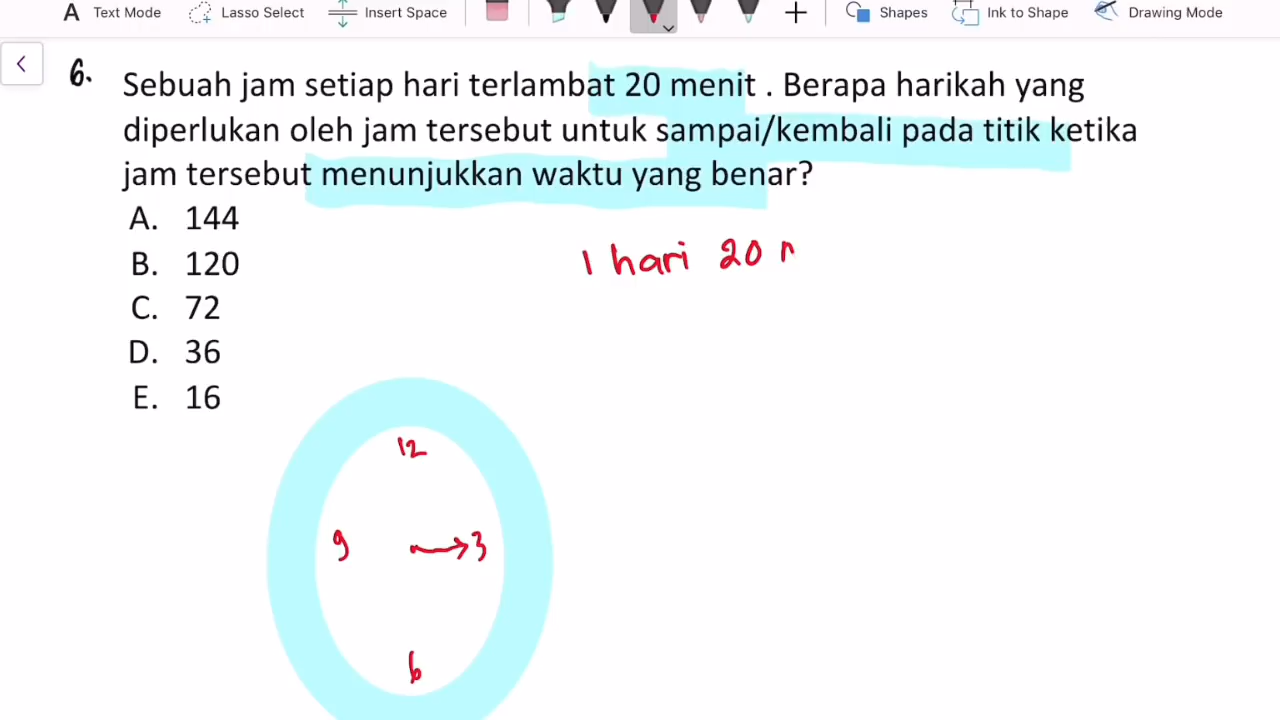 A Text Mode Lasso Select Insert Space Shapes Ink to Shape Drawing Mode
6. Sebuah jam setiap hari terlambat 20 menit . Berapa harikah yang
diperlukan oleh jam tersebut untuk sampai/kembali pada titik ketika
jam tersebut menunjukkan waktu yang benar?
A. 144
1 hari 20 n
B. 120
C. 72
D. 36
E. 16
12
9 3
6